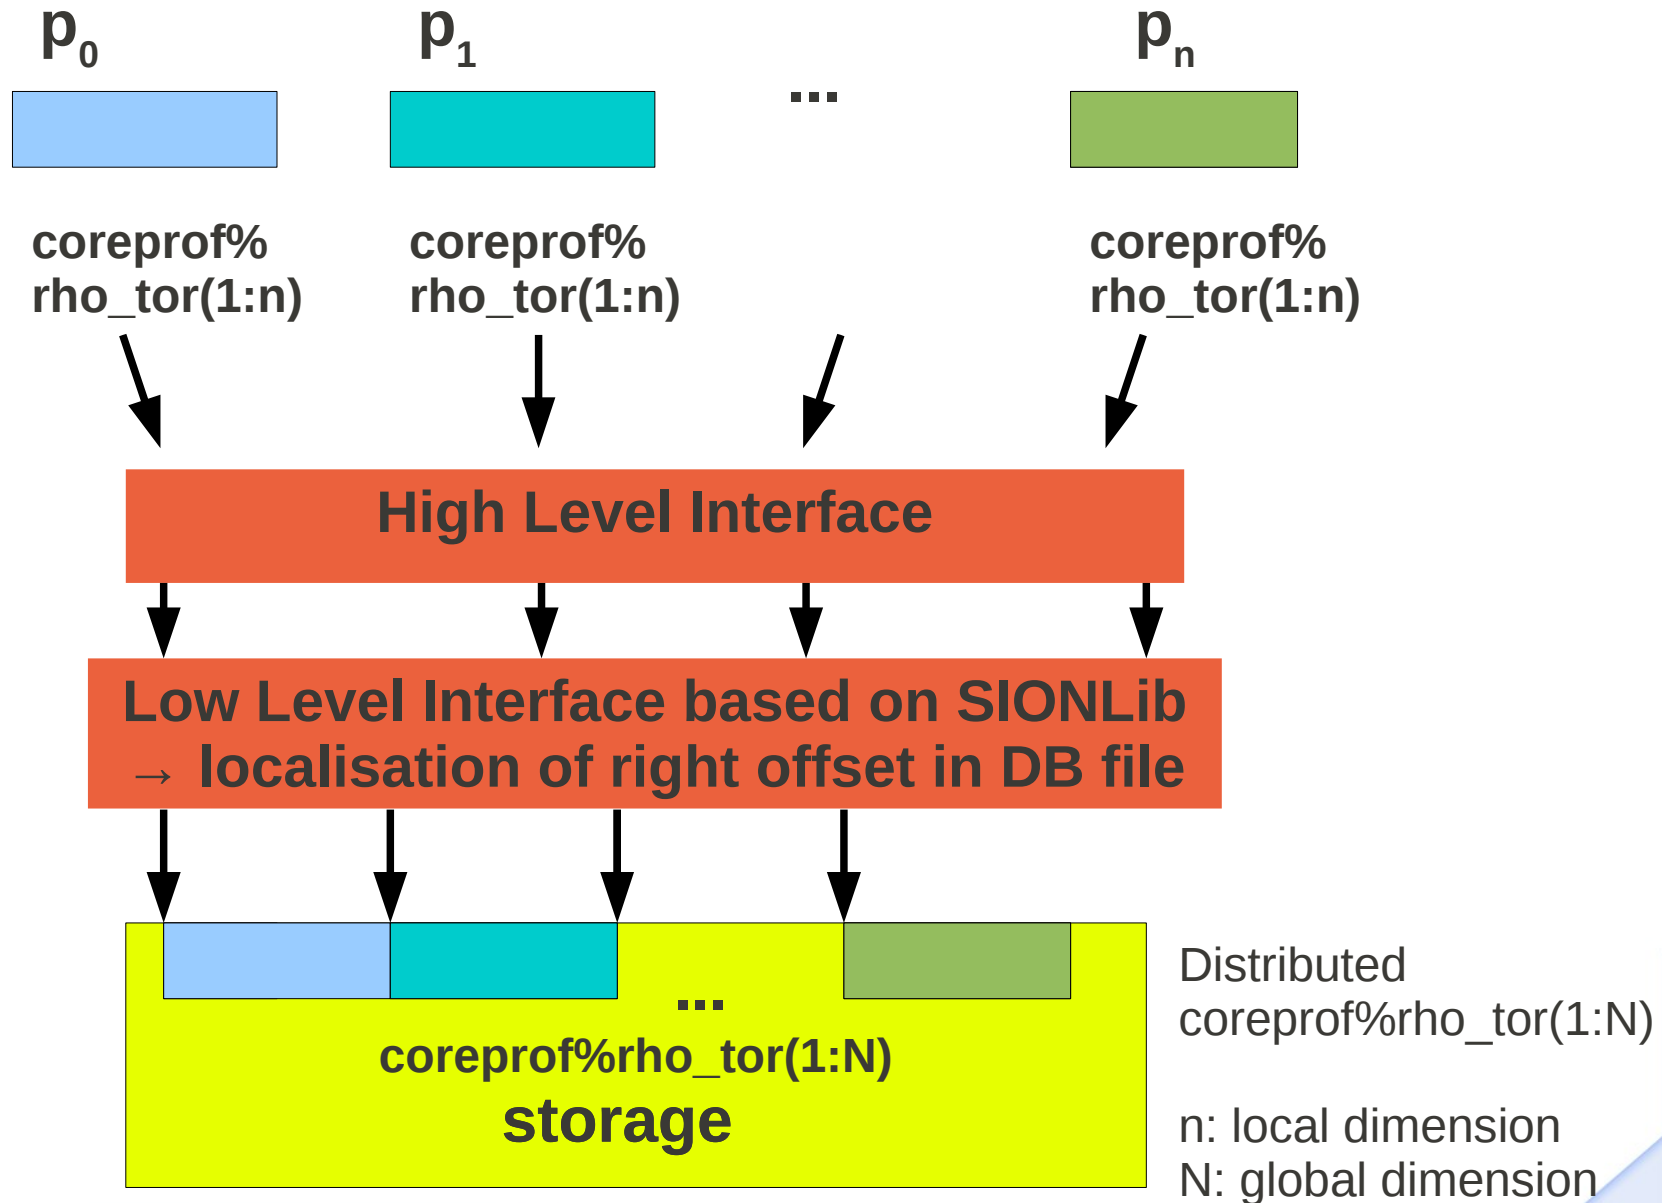 p0 p1 pn
...
coreprof% coreprof% coreprof%
rho_tor(1:n) rho_tor(1:n) rho_tor(1:n)
High Level Interface
Low Level Interface based on SIONLib
→ localisation of right offset in DB file
...
coreprof%rho_tor(1:N)
storage
Distributed
coreprof%rho_tor(1:N)
n: local dimension
N: global dimension